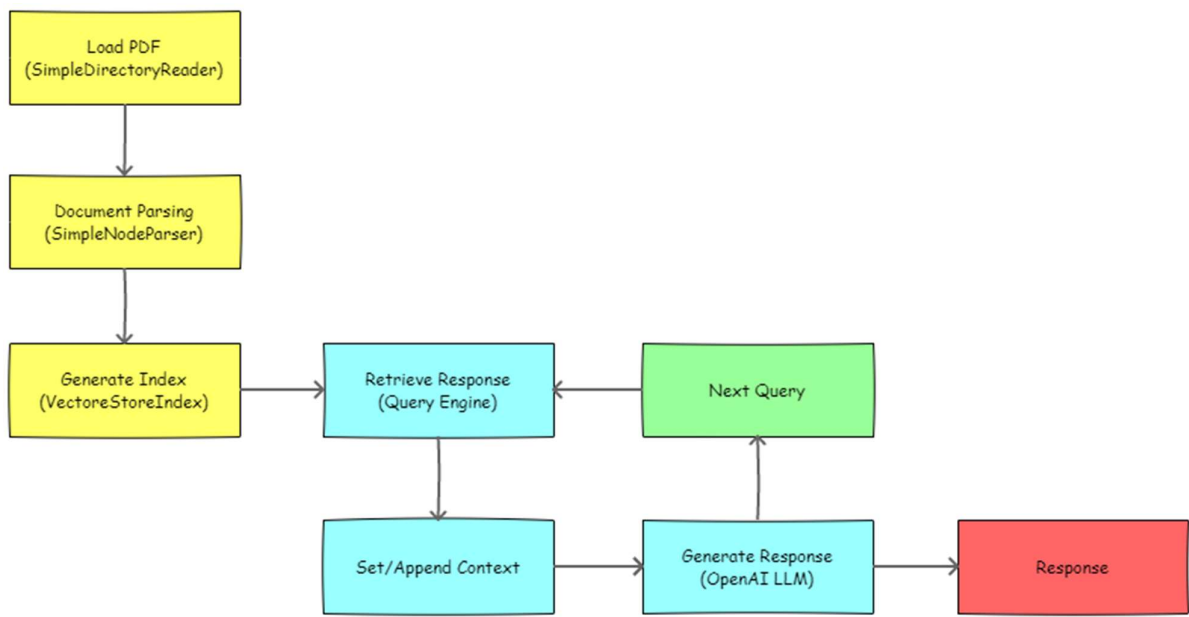 Load PDF
(SimpleDirectoryReader)
Document Parsing
(SimpleNodeParser)
Generate Index
(VectoreStoreIndex)
Retrieve Response
(Query Engine)
Next Query
Set/Append Context
Generate Response
(OpenAI LLM)
Response